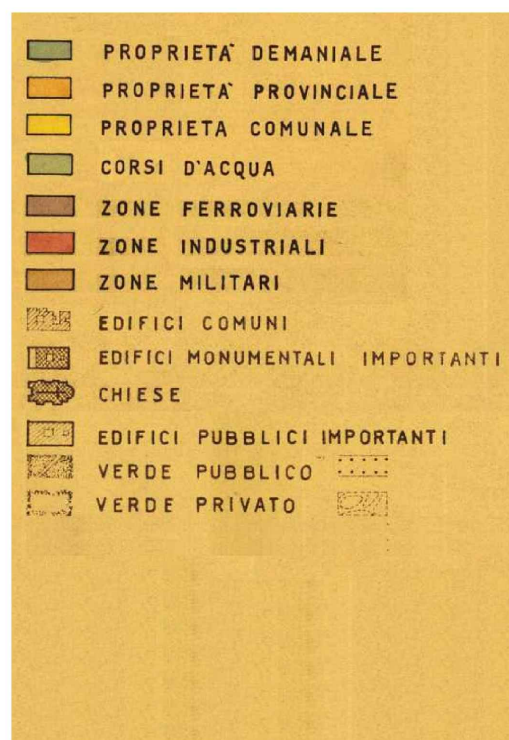 PROPRIETA' DEMANIALE
PROPRIETA' PROVINCIALE
PROPRIETA COMUNALE
CORSI D'ACQUA
ZONE FERROVIARIE
ZONE INDUSTRIALI
ZONE MILITARI
EDIFICI COMUNI
EDIFICI MONUMENTALI IMPORTANTI
CHIESE
EDIFICI PUBBLICI IMPORTANTI
VERDE PUBBLICO
VERDE PRIVATO